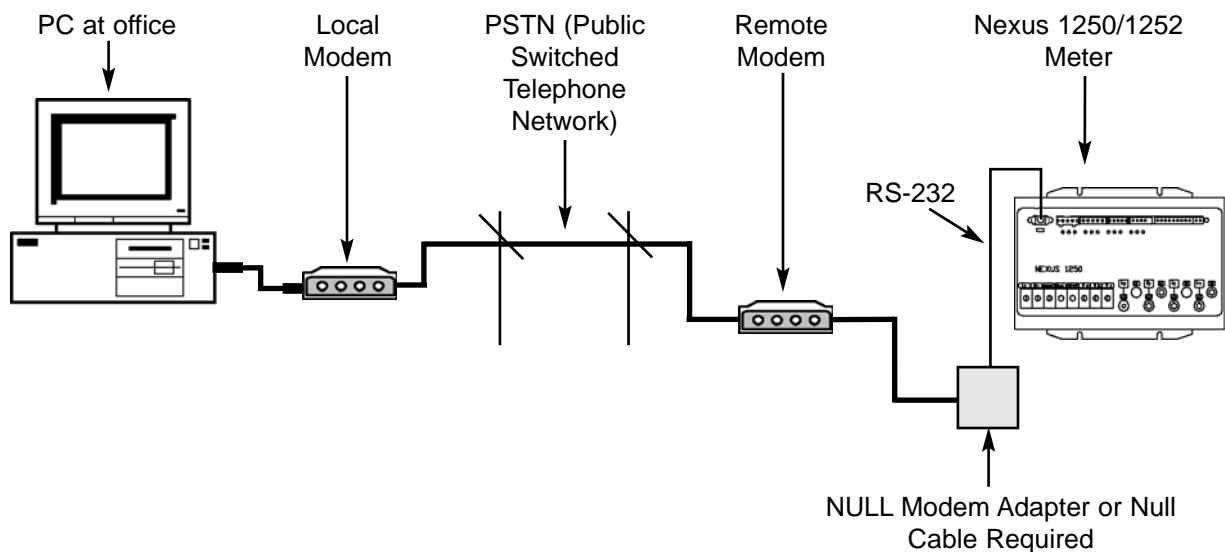 PC at office
Local
Modem
PSTN (Public
Switched
Telephone
Network)
Remote
Modem
Nexus 1250/1252
Meter
RS-232
NEXUS 1250
NULL Modem Adapter or Null
Cable Required